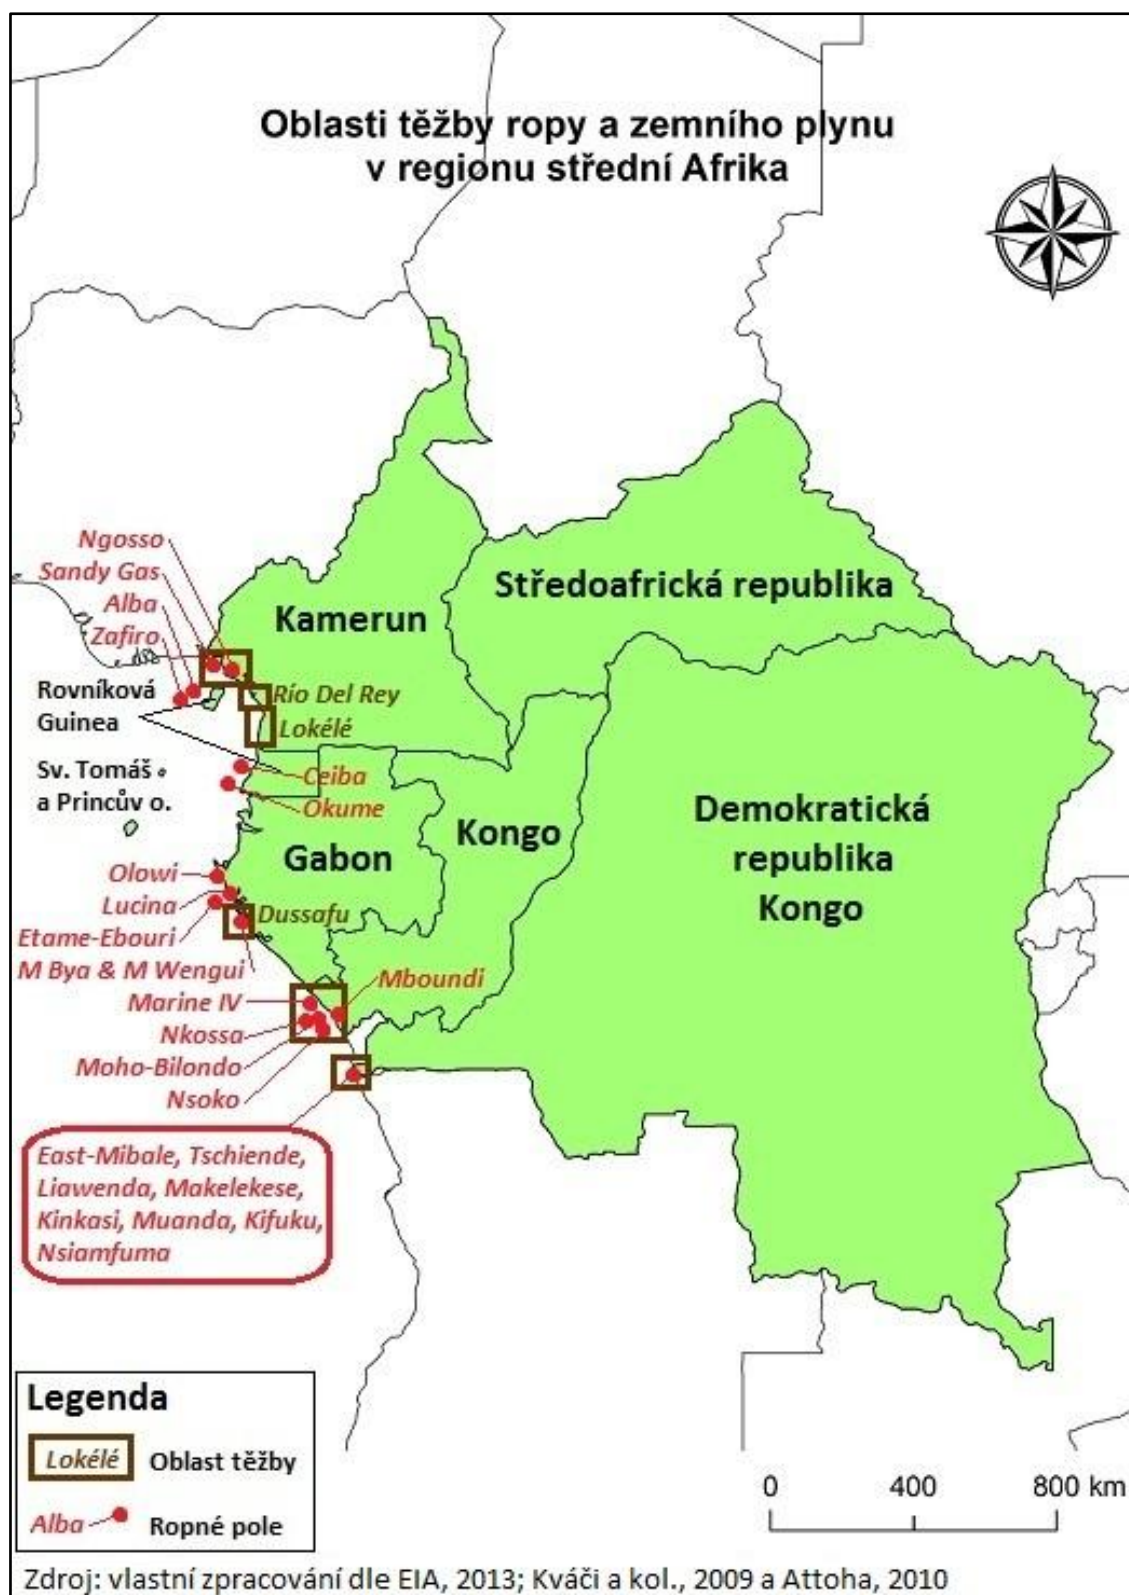 Oblasti těžby ropy a zemního plynu
v regionu střední Afrika
Ngosso
Sandy Gas
Alba
Zafiro
Kamerun
Středoafrická republika
Rovníková
Guinea
Río Del Rey
Lokélé
Sv. Tomáš
a Princův o.
Ceiba
Okume
Demokratická
republika
Kongo
Kongo
Gabon
Olowi
Lucina
Etame-Ebouri
M Bya & M Wengui
Dussafu
Marine IV
Nkossa
Moho-Bilondo
Nsoko
Mboundi
East-Mibale, Tschiende,
Liawenda, Makelekese,
Kinkasi, Muanda, Kifuku,
Nsiamfuma
Legenda
Lokélé Oblast těžby
Alba Ropné pole
0 400 800 km
Zdroj: vlastní zpracování dle EIA, 2013; Kváči a kol., 2009 a Attoha, 2010